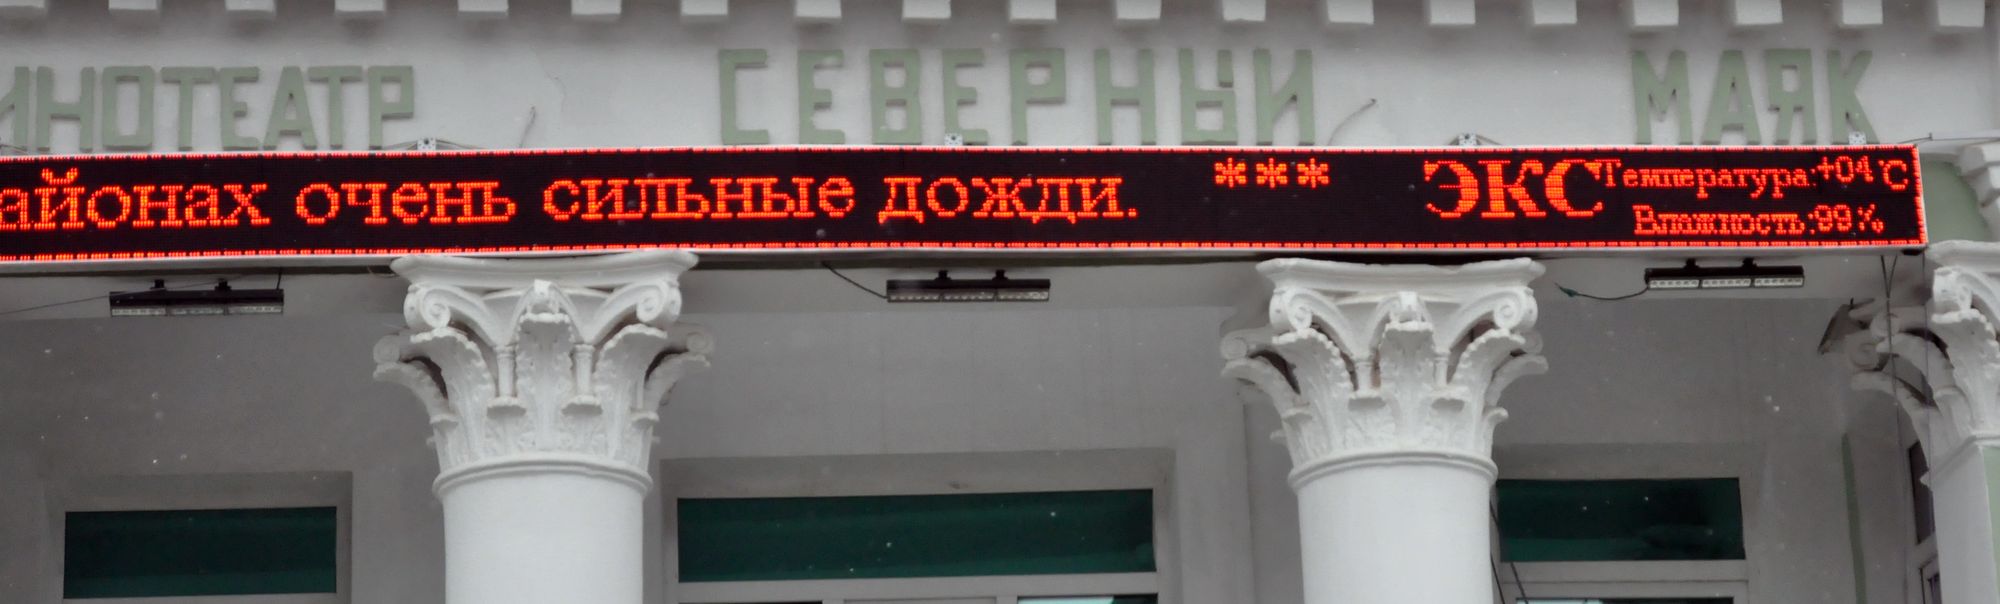 ИНОТЕАТР СЕВЕРНЫЙ МАЯК
айонах очень сильные дожди. *** ЭКС
Температура:+04°C
Влажность:99%